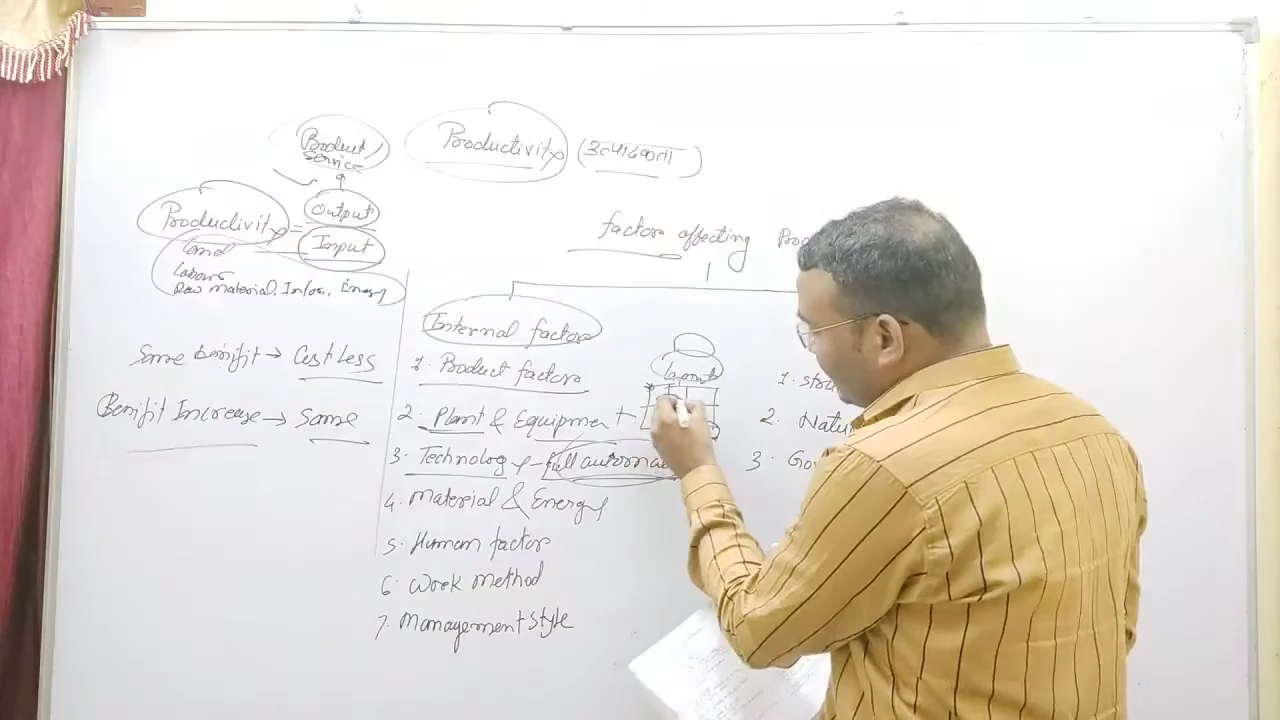 Product/
service
Productivity (उत्पादकता)
Output
Productivity =
Input
Land
Labour
Raw material, Infor., Energy
factors affecting
Same Benifit → Cost less
Benifit Increase → Same
Internal factors
1. Product factors
2. Plant & Equipment
3. Technology - full automa
4. Material & Energy
5. Human factor
6. Work method
7. Management Style
Layout
1.
2. Natu
3. Go